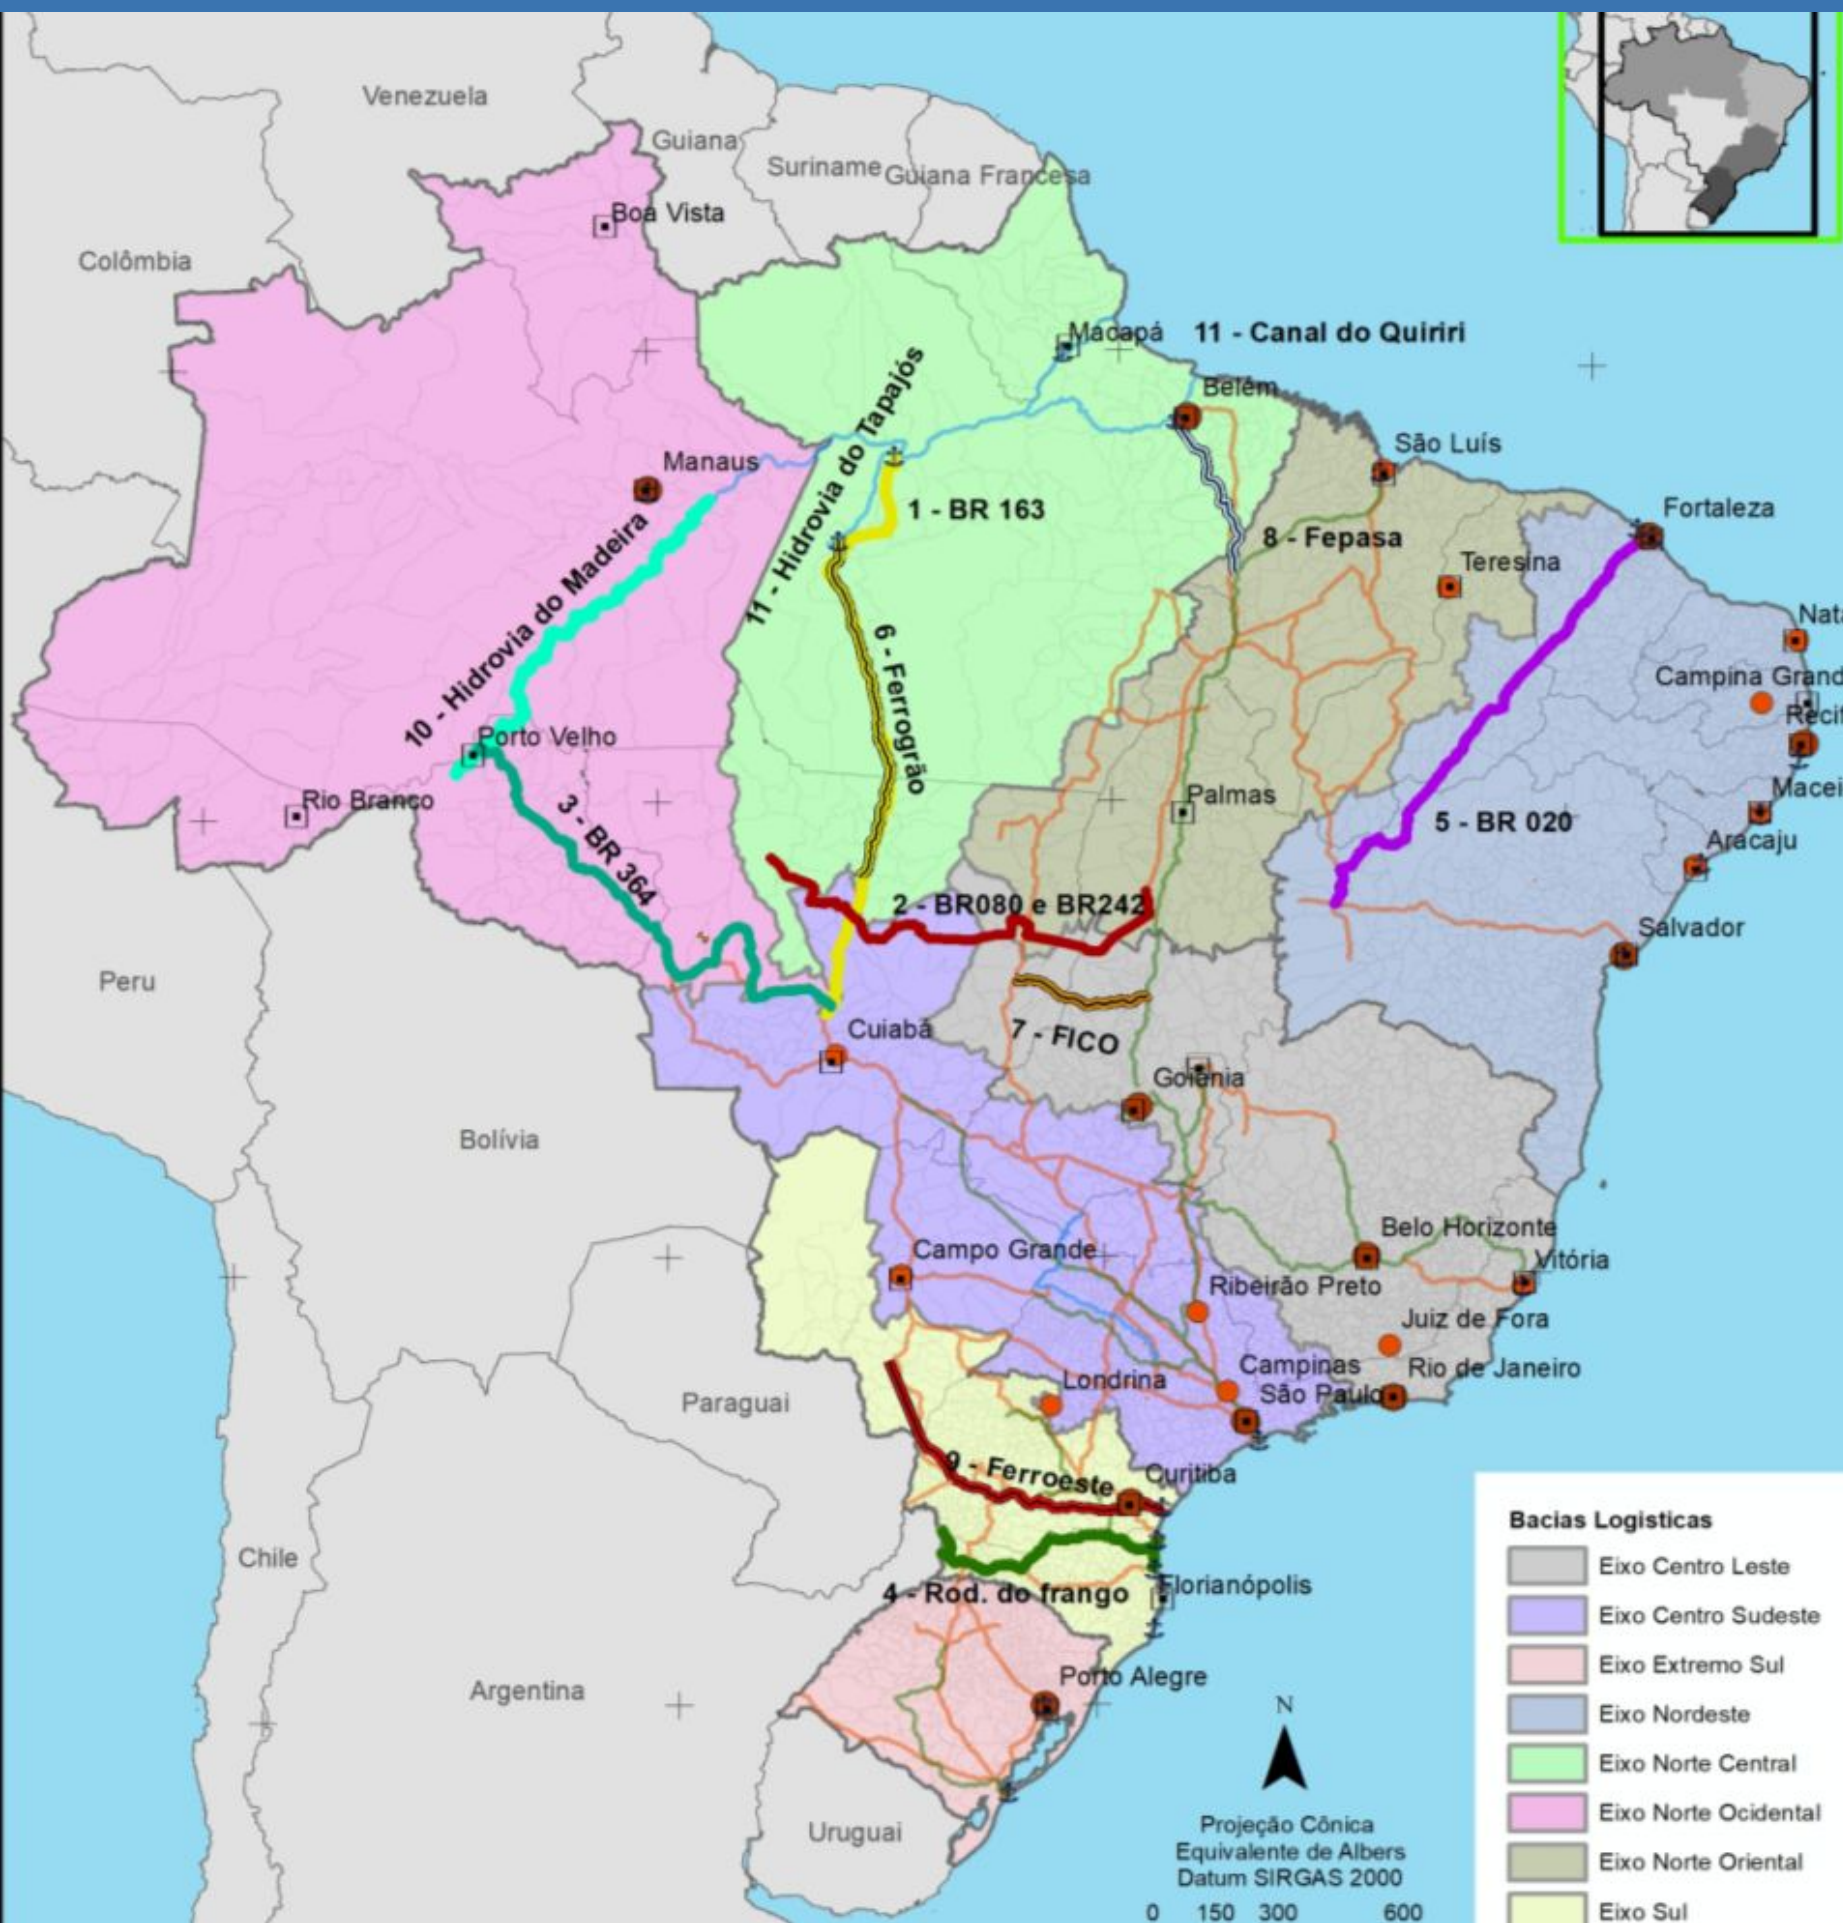 Venezuela
Guiana
Suriname
Guiana Francesa
Boa Vista
Colômbia
Macapá
11 - Canal do Quiriri
Belém
11 - Hidrovia do Tapajós
Manaus
São Luís
1 - BR 163
Fortaleza
8 - Fepasa
Teresina
10 - Hidrovia do Madeira
Nata
6 - Ferrogrão
Campina Grand
Recif
Porto Velho
Macei
Rio Branco
Palmas
3 - BR 364
5 - BR 020
Aracaju
2 - BR080 e BR242
Salvador
Peru
Cuiabá
7 - FICO
Goiênia
Bolívia
Belo Horizonte
Campo Grande
Vitória
Ribeirão Preto
Juiz de Fora
Campinas
Rio de Janeiro
Londrina
São Paulo
Paraguai
9 - Ferroeste
Curitiba
Bacias Logisticas
Chile
Eixo Centro Leste
Florianópolis
4 - Rod. do frango
Eixo Centro Sudeste
Eixo Extremo Sul
Porto Alegre
Argentina
N
Eixo Nordeste
Eixo Norte Central
Eixo Norte Ocidental
Uruguai
Projeção Cônica
Equivalente de Albers
Datum SIRGAS 2000
Eixo Norte Oriental
0 150 300 600
Eixo Sul